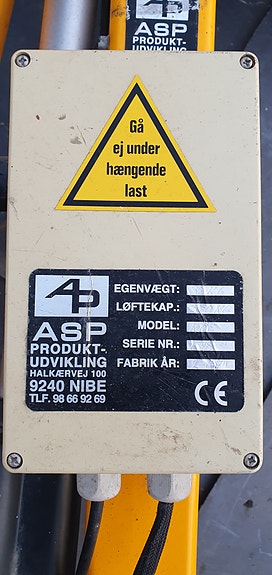 ASP
PRODUKT-
UDVIKLING
Gå
ej under
hængende
last
AP
ASP
PRODUKT-
UDVIKLING
HALKÆRVEJ 100
9240 NIBE
TLF. 98 66 92 69
EGENVÆGT:
LØFTEKAP.:
MODEL:
SERIE NR.:
FABRIK ÅR:
CE